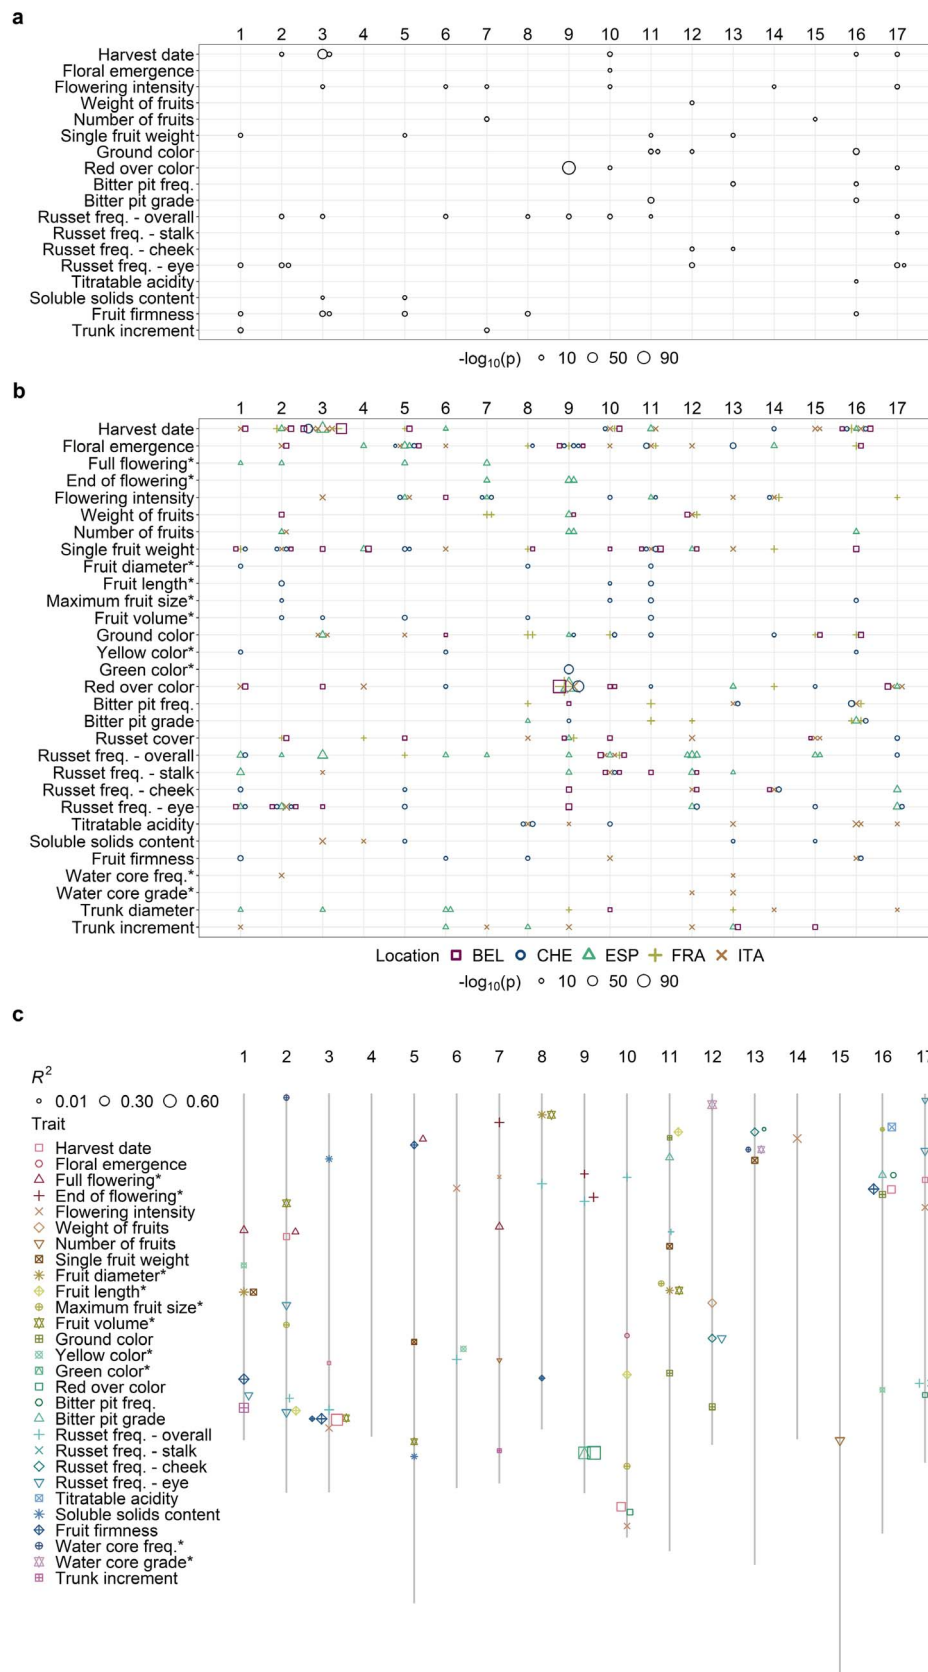 a
1 2 3 4 5 6 7 8 9 10 11 12 13 14 15 16 17
Harvest date
Floral emergence
Flowering intensity
Weight of fruits
Number of fruits
Single fruit weight
Ground color
Red over color
Bitter pit freq.
Bitter pit grade
Russet freq. - overall
Russet freq. - stalk
Russet freq. - cheek
Russet freq. - eye
Titratable acidity
Soluble solids content
Fruit firmness
Trunk increment
-log10(p) 10 50 90
b
1 2 3 4 5 6 7 8 9 10 11 12 13 14 15 16 17
Harvest date
Floral emergence
Full flowering*
End of flowering*
Flowering intensity
Weight of fruits
Number of fruits
Single fruit weight
Fruit diameter*
Fruit length*
Maximum fruit size*
Fruit volume*
Ground color
Yellow color*
Green color*
Red over color
Bitter pit freq.
Bitter pit grade
Russet cover
Russet freq. - overall
Russet freq. - stalk
Russet freq. - cheek
Russet freq. - eye
Titratable acidity
Soluble solids content
Fruit firmness
Water core freq.*
Water core grade*
Trunk diameter
Trunk increment
Location BEL CHE ESP FRA ITA
-log10(p) 10 50 90
c
1 2 3 4 5 6 7 8 9 10 11 12 13 14 15 16 17
R2
0.01 0.30 0.60
Trait
Harvest date
Floral emergence
Full flowering*
End of flowering*
Flowering intensity
Weight of fruits
Number of fruits
Single fruit weight
Fruit diameter*
Fruit length*
Maximum fruit size*
Fruit volume*
Ground color
Yellow color*
Green color*
Red over color
Bitter pit freq.
Bitter pit grade
Russet freq. - overall
Russet freq. - stalk
Russet freq. - cheek
Russet freq. - eye
Titratable acidity
Soluble solids content
Fruit firmness
Water core freq.*
Water core grade*
Trunk increment